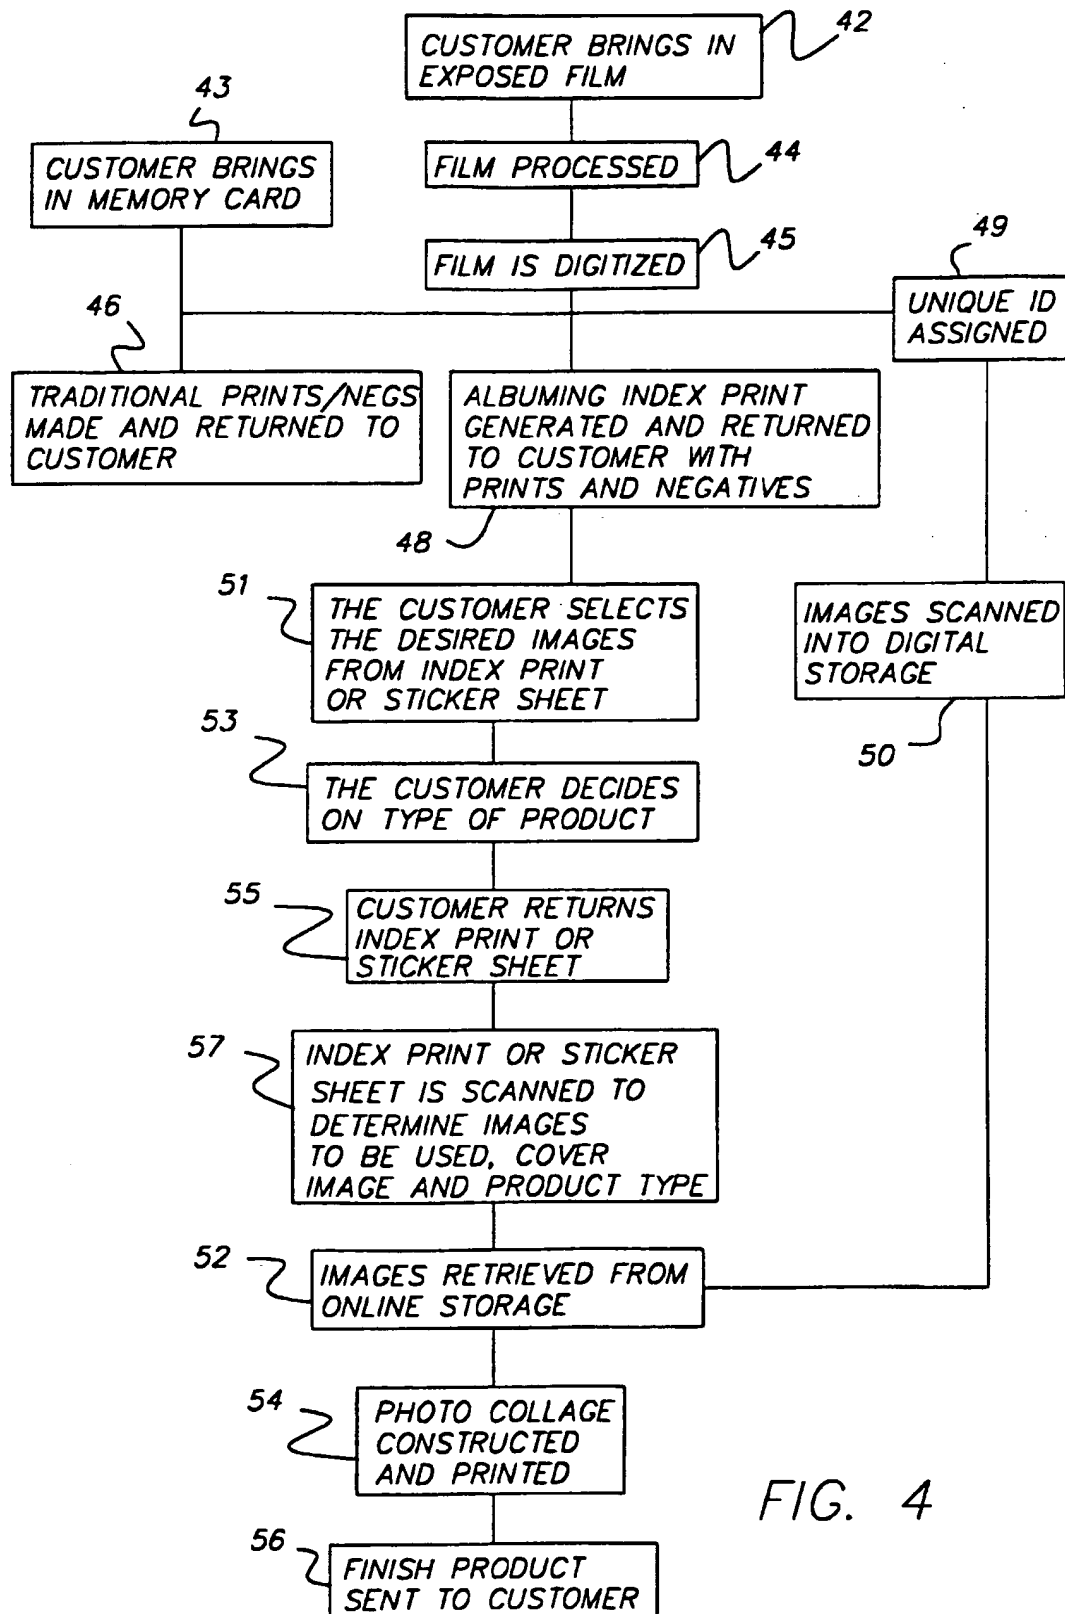 42
CUSTOMER BRINGS IN
EXPOSED FILM
43
CUSTOMER BRINGS
IN MEMORY CARD
FILM PROCESSED
44
FILM IS DIGITIZED
45
49
UNIQUE ID
ASSIGNED
46
TRADITIONAL PRINTS/NEGS
MADE AND RETURNED TO
CUSTOMER
ALBUMING INDEX PRINT
GENERATED AND RETURNED
TO CUSTOMER WITH
PRINTS AND NEGATIVES
48
51
THE CUSTOMER SELECTS
THE DESIRED IMAGES
FROM INDEX PRINT
OR STICKER SHEET
IMAGES SCANNED
INTO DIGITAL
STORAGE
50
53
THE CUSTOMER DECIDES
ON TYPE OF PRODUCT
55
CUSTOMER RETURNS
INDEX PRINT OR
STICKER SHEET
57
INDEX PRINT OR STICKER
SHEET IS SCANNED TO
DETERMINE IMAGES
TO BE USED, COVER
IMAGE AND PRODUCT TYPE
52
IMAGES RETRIEVED FROM
ONLINE STORAGE
54
PHOTO COLLAGE
CONSTRUCTED
AND PRINTED
FIG. 4
56
FINISH PRODUCT
SENT TO CUSTOMER